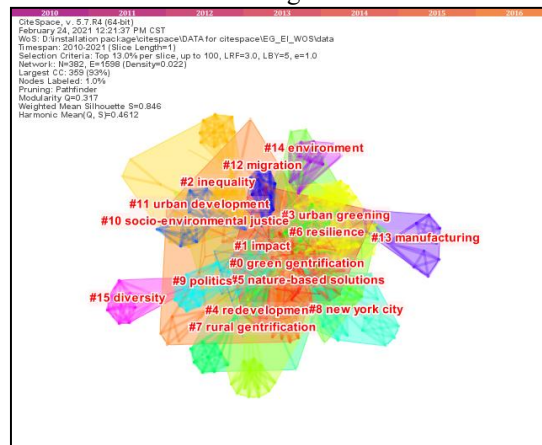 2010 2011 2012 2013 2014 2015 2016
CiteSpace, v. 5.7.R4 (64-bit)
February 24, 2021 12:21:37 PM CST
WoS: D:\installation package\citespace\DATA for citespace\EG_EI_WOS\data
Timespan: 2010-2021 (Slice Length=1)
Selection Criteria: Top 13.0% per slice, up to 100, LRF=3.0, LBY=5, e=1.0
Network: N=382, E=1598 (Density=0.022)
Largest CC: 359 (93%)
Nodes Labeled: 1.0%
Pruning: Pathfinder
Modularity Q=0.317
Weighted Mean Silhouette S=0.846
Harmonic Mean(Q, S)=0.4612
#14 environment
#12 migration
#2 inequality
#11 urban development
#3 urban greening
#10 socio-environmental justice
#6 resilience
#13 manufacturing
#1 impact
#0 green gentrification
#9 politics
#5 nature-based solutions
#15 diversity
#4 redevelopmen
#8 new york city
#7 rural gentrification